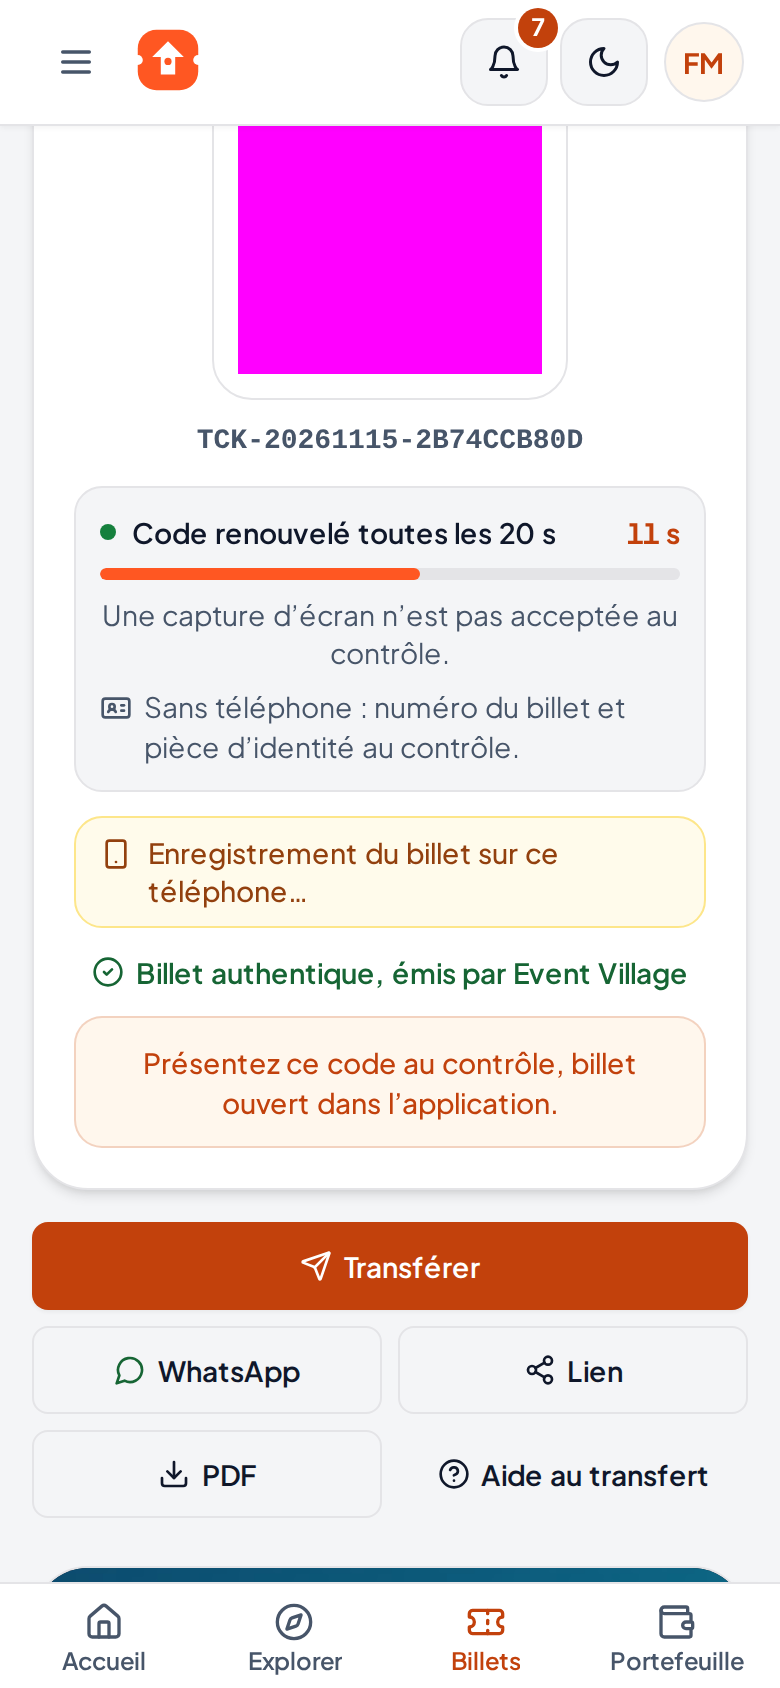 7
FM
TCK-20261115-2B74CCB80D
Code renouvelé toutes les 20 s
11 s
Une capture d’écran n’est pas acceptée au
contrôle.
Sans téléphone : numéro du billet et
pièce d’identité au contrôle.
Enregistrement du billet sur ce
téléphone…
Billet authentique, émis par Event Village
Présentez ce code au contrôle, billet
ouvert dans l’application.
Transférer
WhatsApp
Lien
PDF
Aide au transfert
Accueil
Explorer
Billets
Portefeuille